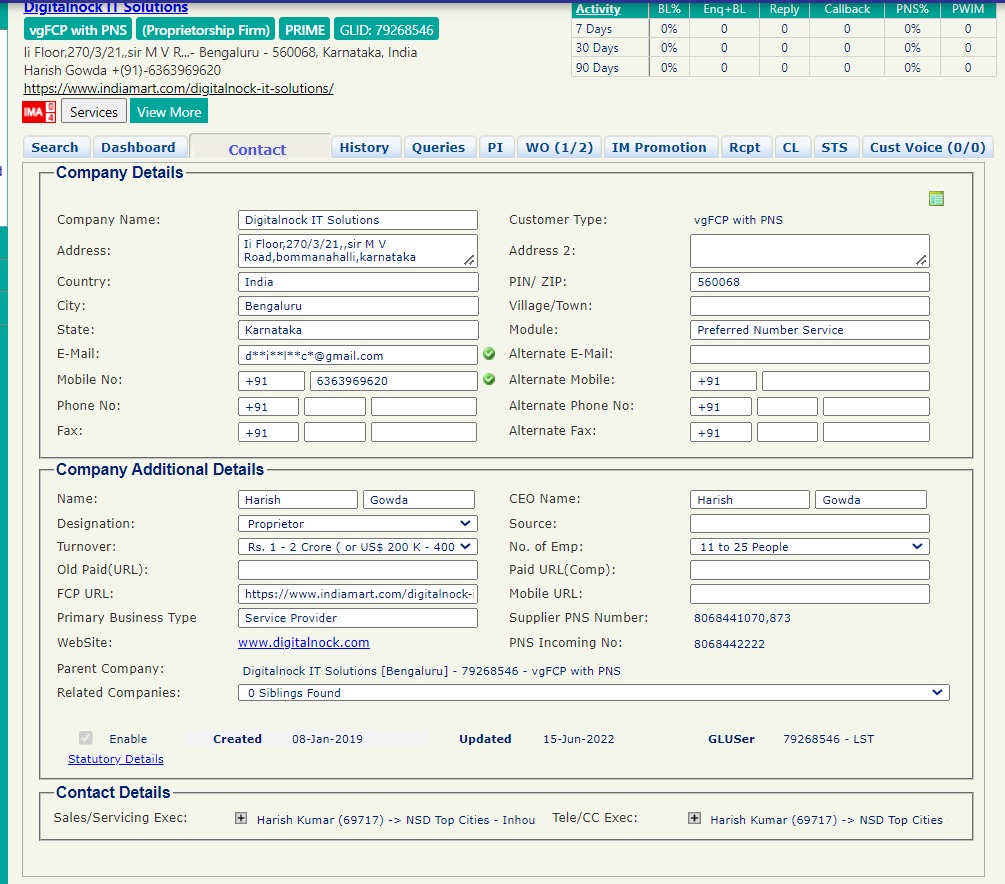 Digitalnock IT Solutions
vgFCP with PNS (Proprietorship Firm) PRIME GLID: 79268546
Ii Floor,270/3/21,,sir M V R...- Bengaluru - 560068, Karnataka, India
Harish Gowda +(91)-6363969620
https://www.indiamart.com/digitalnock-it-solutions/
IMA 0 4 Services View More
Activity BL% Enq+BL Reply Callback PNS% PWIM
7 Days 0% 0 0 0 0% 0
30 Days 0% 0 0 0 0% 0
90 Days 0% 0 0 0 0% 0
Search Dashboard Contact History Queries PI WO (1/2) IM Promotion Rcpt CL STS Cust Voice (0/0)
Company Details
Company Name: Digitalnock IT Solutions Customer Type: vgFCP with PNS
Address: Ii Floor,270/3/21,,sir M V Address 2:
Road,bommanahalli,karnataka
Country: India PIN/ ZIP: 560068
City: Bengaluru Village/Town:
State: Karnataka Module: Preferred Number Service
E-Mail: d**i**l**c*@gmail.com Alternate E-Mail:
Mobile No: +91 6363969620 Alternate Mobile: +91
Phone No: +91 Alternate Phone No: +91
Fax: +91 Alternate Fax: +91
Company Additional Details
Name: Harish Gowda CEO Name: Harish Gowda
Designation: Proprietor Source:
Turnover: Rs. 1 - 2 Crore ( or US$ 200 K - 400 No. of Emp: 11 to 25 People
Old Paid(URL): Paid URL(Comp):
FCP URL: https://www.indiamart.com/digitalnock-i Mobile URL:
Primary Business Type Service Provider Supplier PNS Number: 8068441070,873
WebSite: www.digitalnock.com PNS Incoming No: 8068442222
Parent Company: Digitalnock IT Solutions [Bengaluru] - 79268546 - vgFCP with PNS
Related Companies: 0 Siblings Found
Enable Created 08-Jan-2019 Updated 15-Jun-2022 GLUSer 79268546 - LST
Statutory Details
Contact Details
Sales/Servicing Exec: Harish Kumar (69717) -> NSD Top Cities - Inhou Tele/CC Exec: Harish Kumar (69717) -> NSD Top Cities